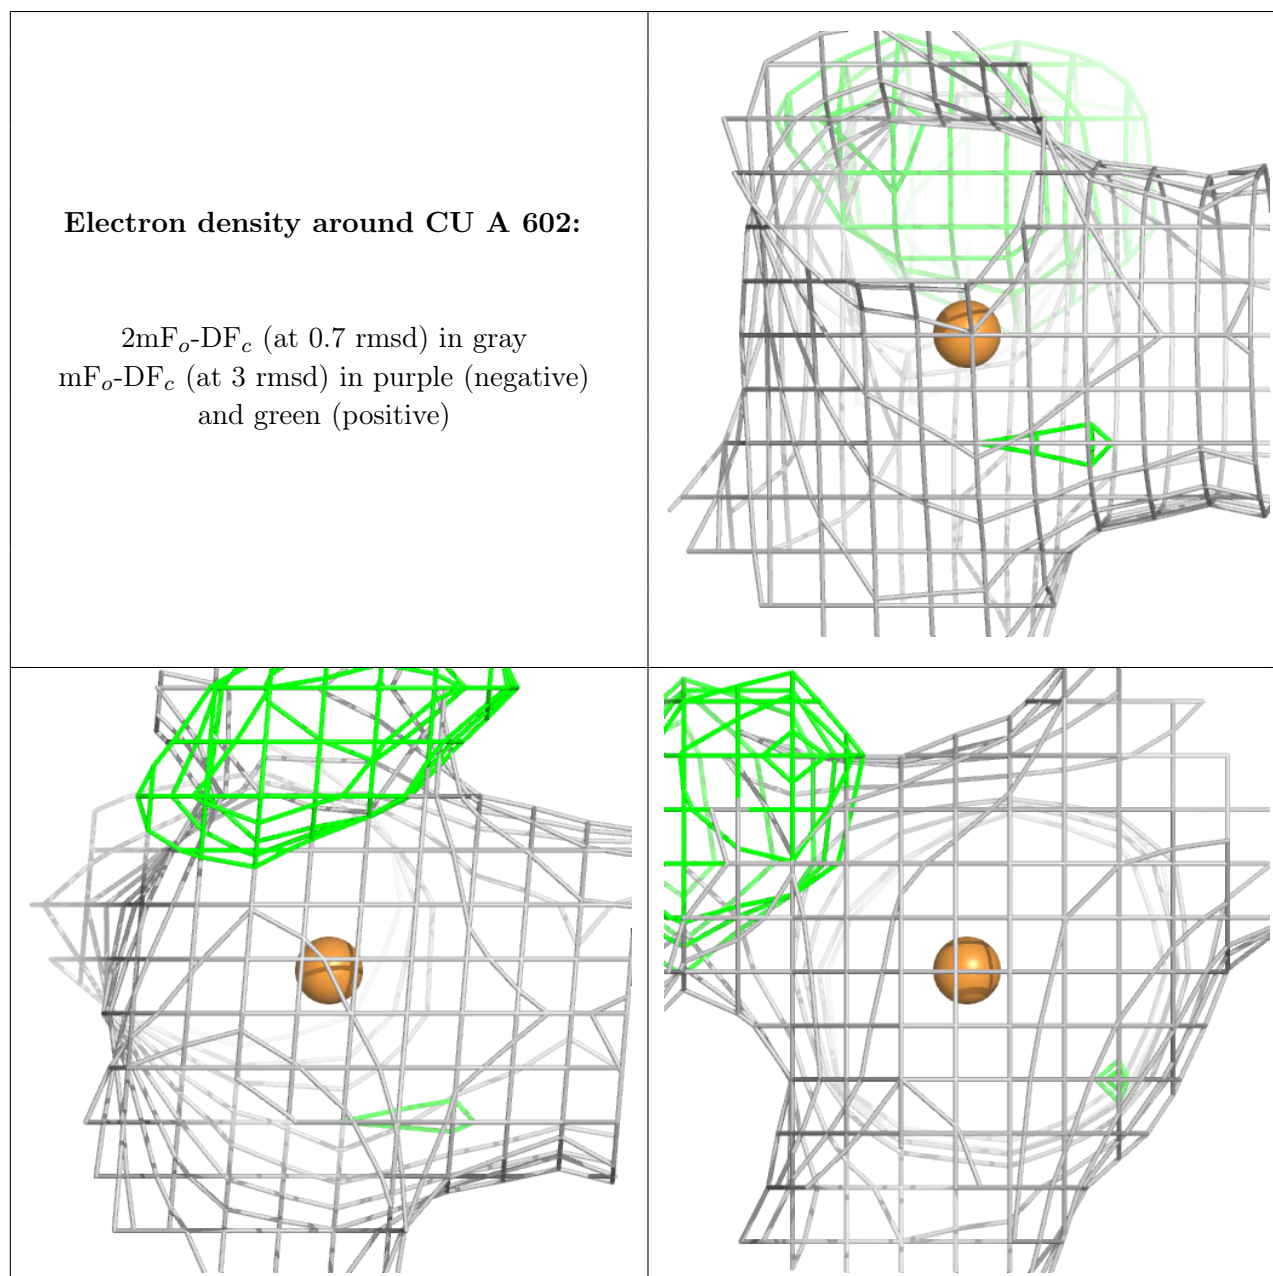 Electron density around CU A 602:
2mFo-DFc (at 0.7 rmsd) in gray
mFo-DFc (at 3 rmsd) in purple (negative)
and green (positive)